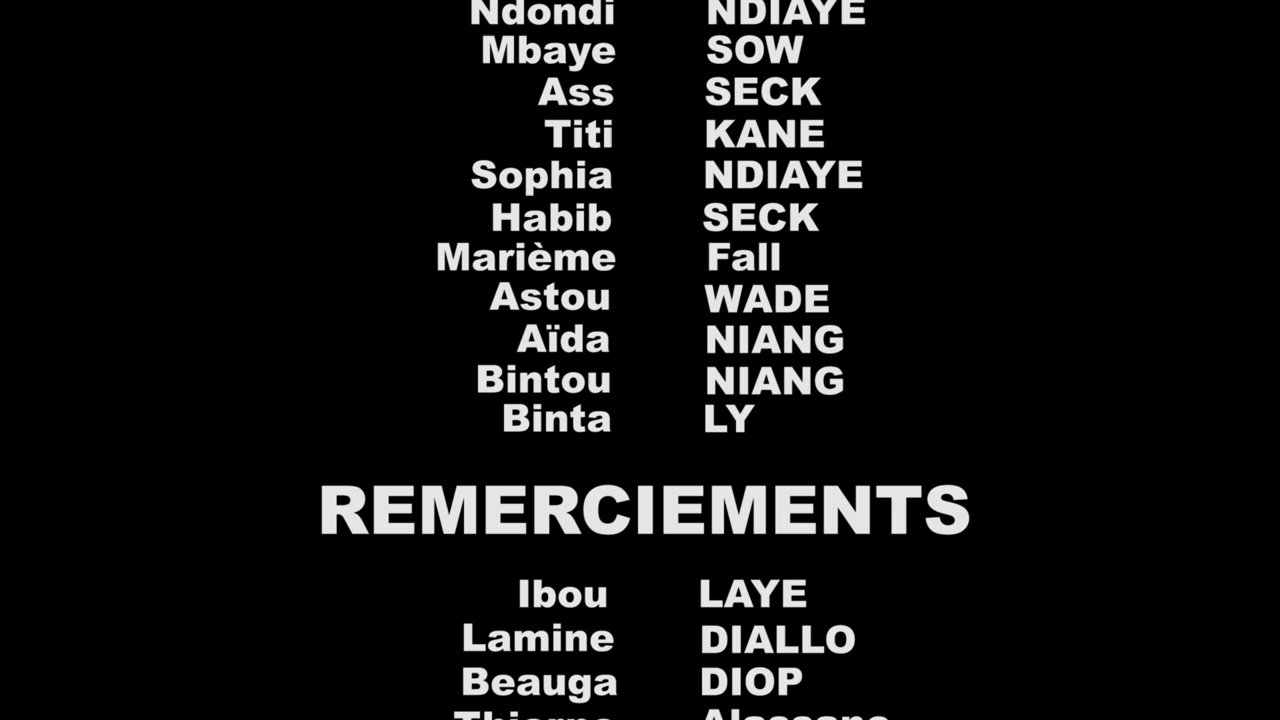 Ndondi NDIAYE
Mbaye SOW
Ass SECK
Titi KANE
Sophia NDIAYE
Habib SECK
Marième Fall
Astou WADE
Aïda NIANG
Bintou NIANG
Binta LY
REMERCIEMENTS
Ibou LAYE
Lamine DIALLO
Beauga DIOP